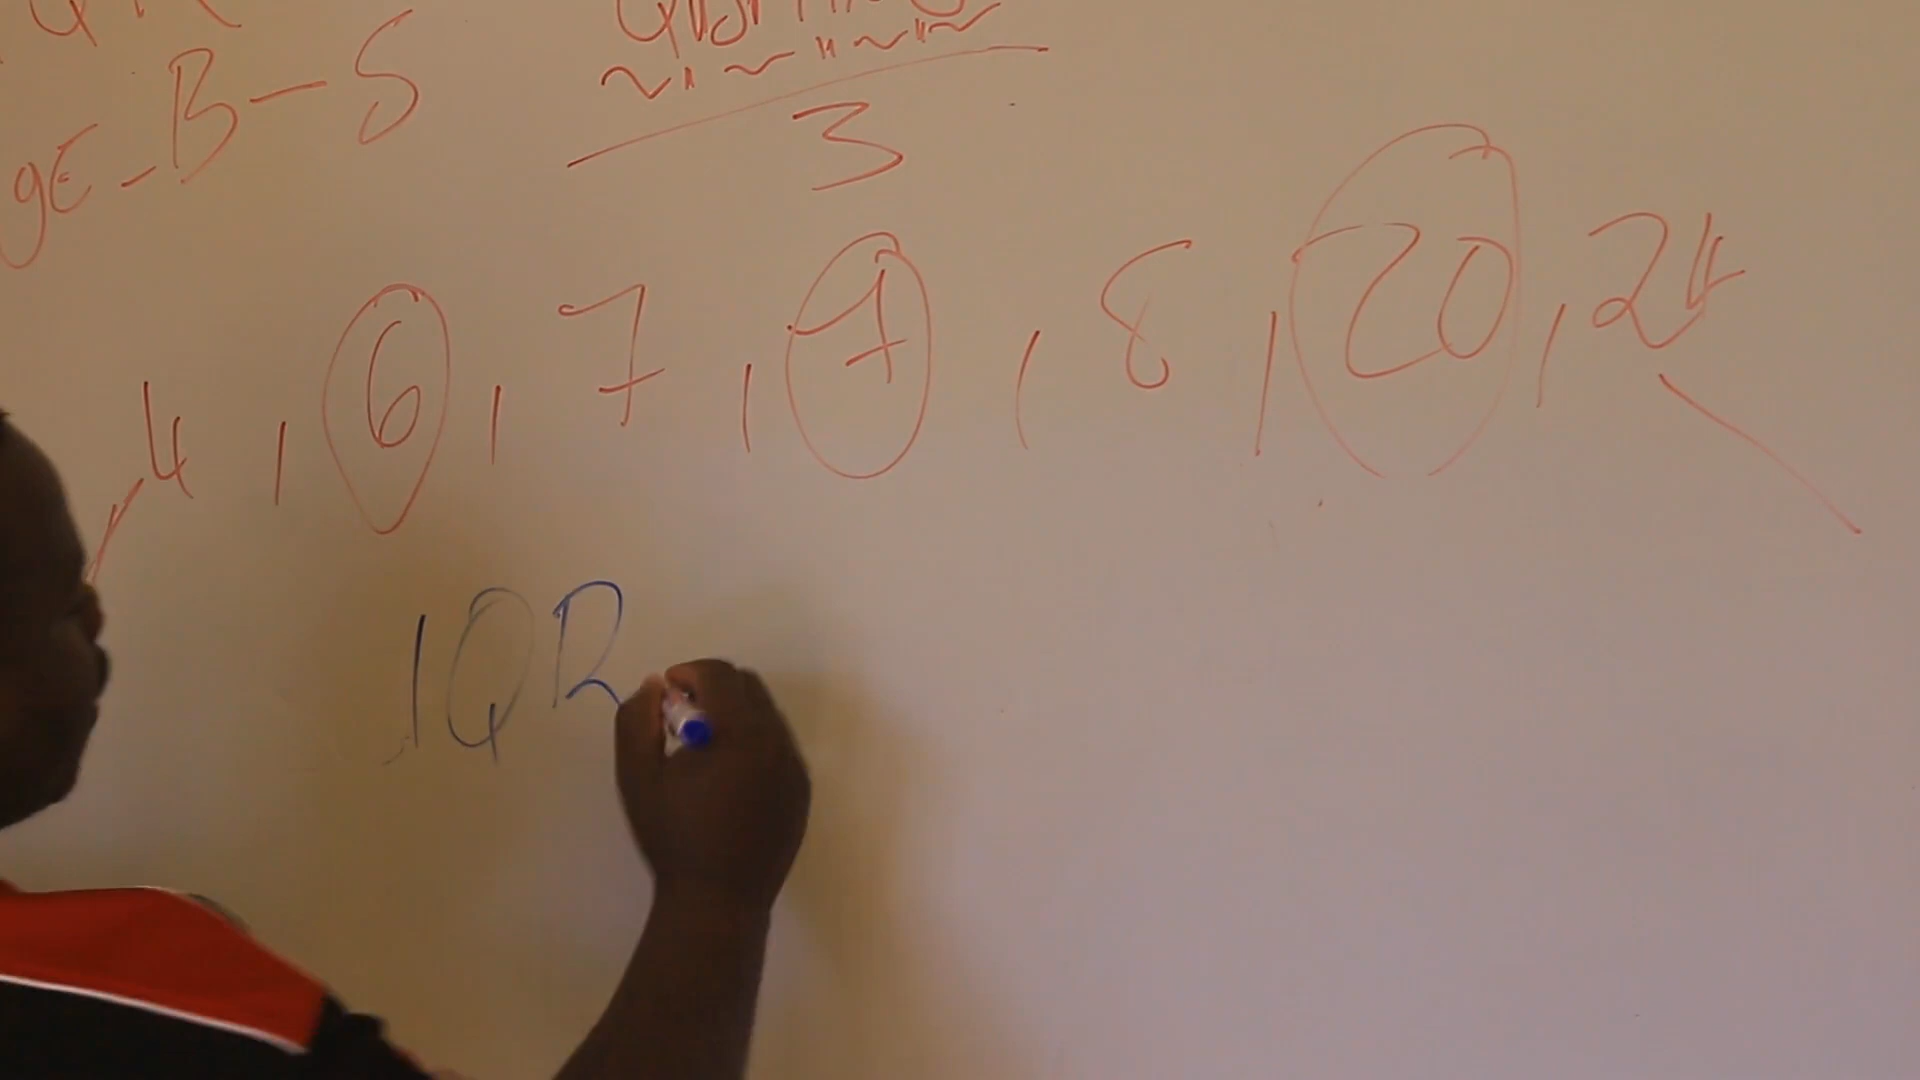 B-S
gE-
3
4, 6, 7, 7, 8, 20, 24
IQR